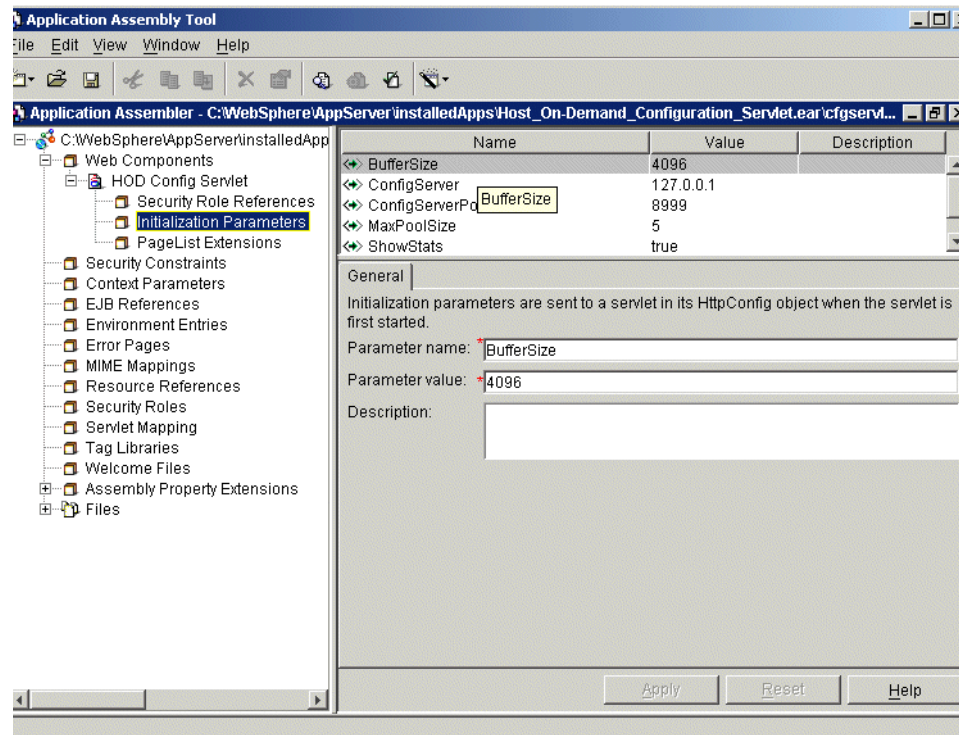 Application Assembly Tool
File Edit View Window Help
Application Assembler - C:\WebSphere\AppServer\installedApps\Host_On-Demand_Configuration_Servlet.ear\cfgservl...
C:\WebSphere\AppServer\installedApp
Web Components
HOD Config Servlet
Security Role References
Initialization Parameters
PageList Extensions
Security Constraints
Context Parameters
EJB References
Environment Entries
Error Pages
MIME Mappings
Resource References
Security Roles
Servlet Mapping
Tag Libraries
Welcome Files
Assembly Property Extensions
Files
Name Value Description
BufferSize 4096
ConfigServer 127.0.0.1
ConfigServerPo 8999
BufferSize
MaxPoolSize 5
ShowStats true
General
Initialization parameters are sent to a servlet in its HttpConfig object when the servlet is
first started.
Parameter name: *BufferSize
Parameter value: *4096
Description:
Apply Reset Help